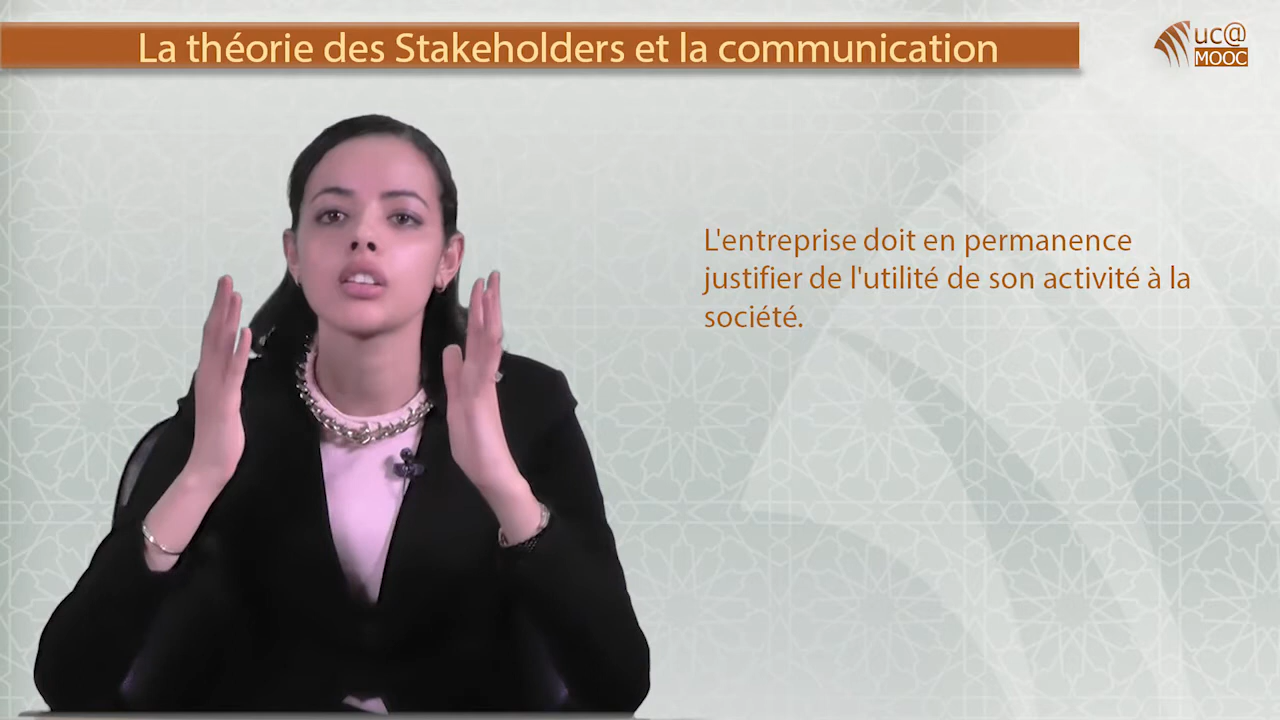 La théorie des Stakeholders et la communication
uc@
MOOC
L'entreprise doit en permanence
justifier de l'utilité de son activité à la
société.